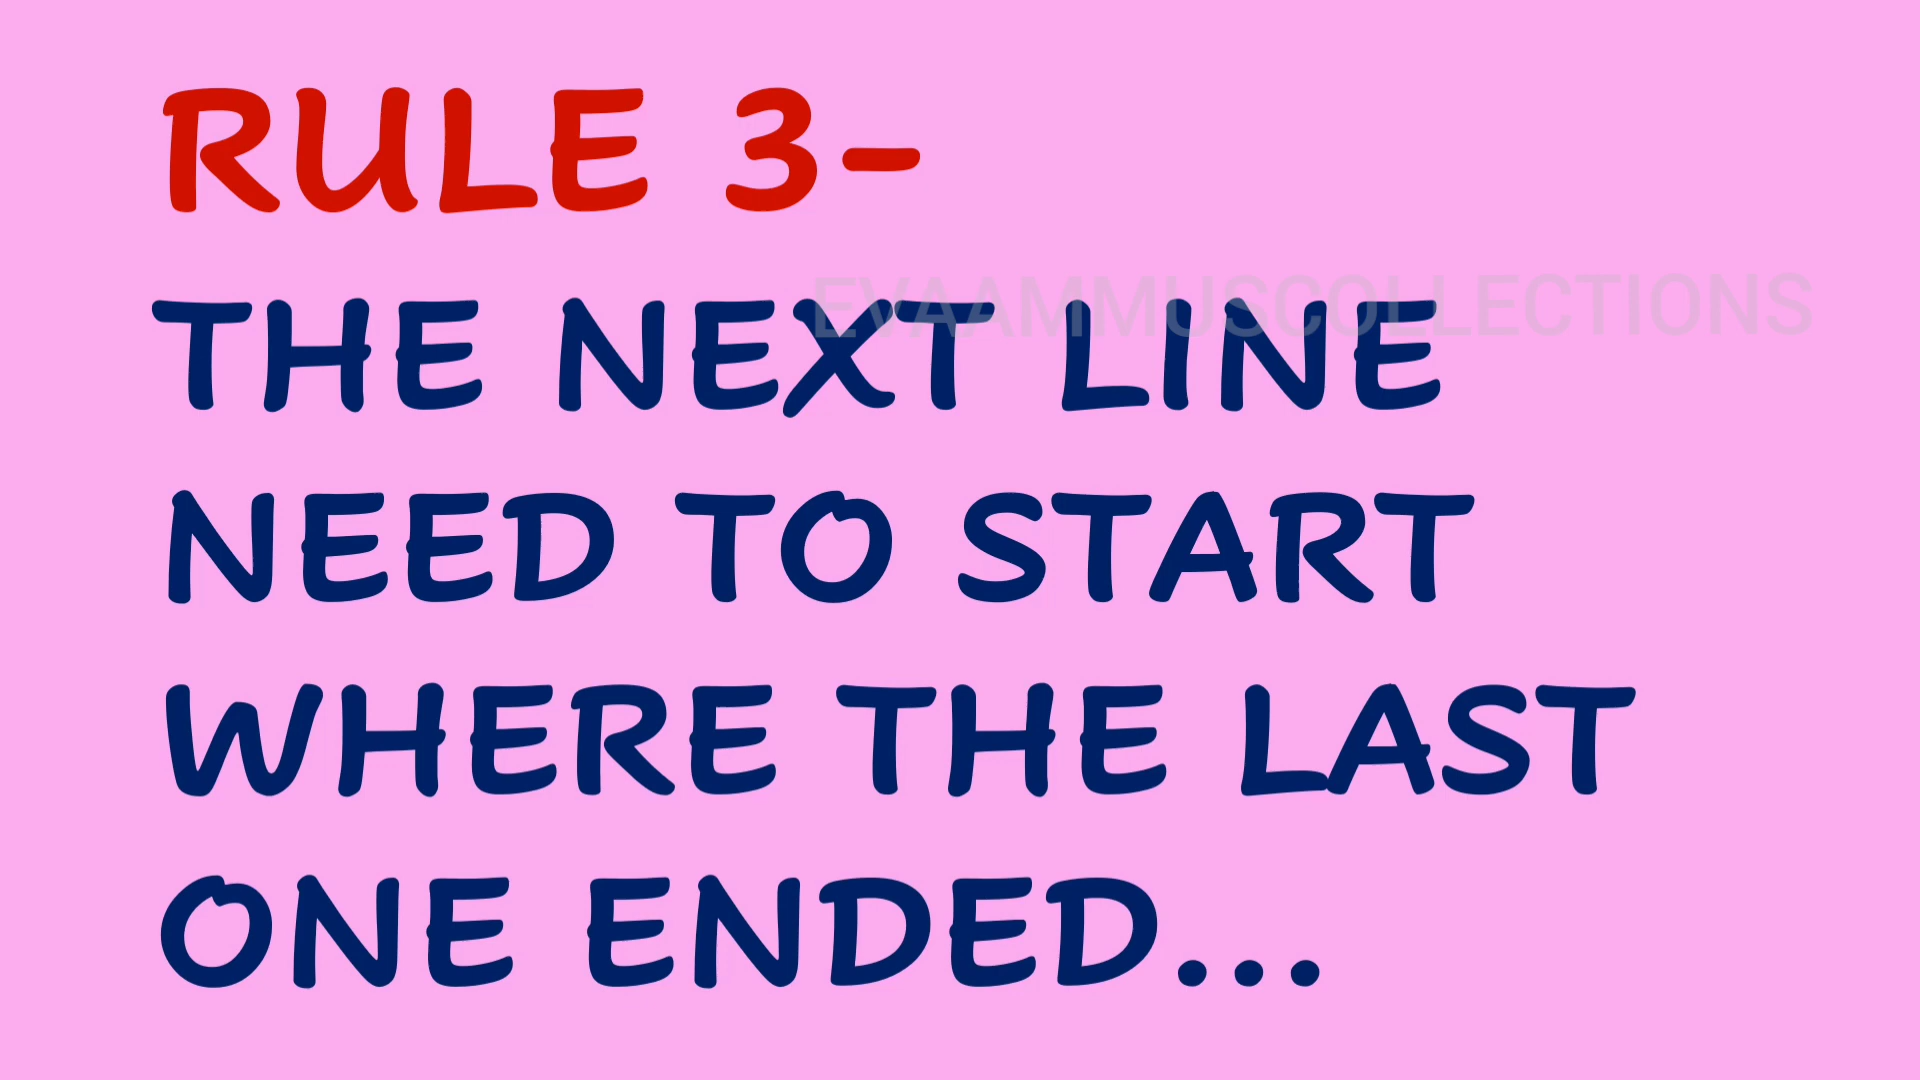 RULE 3-
EVAAMMUSCOLLECTIONS
THE NEXT LINE
NEED TO START
WHERE THE LAST
ONE ENDED...